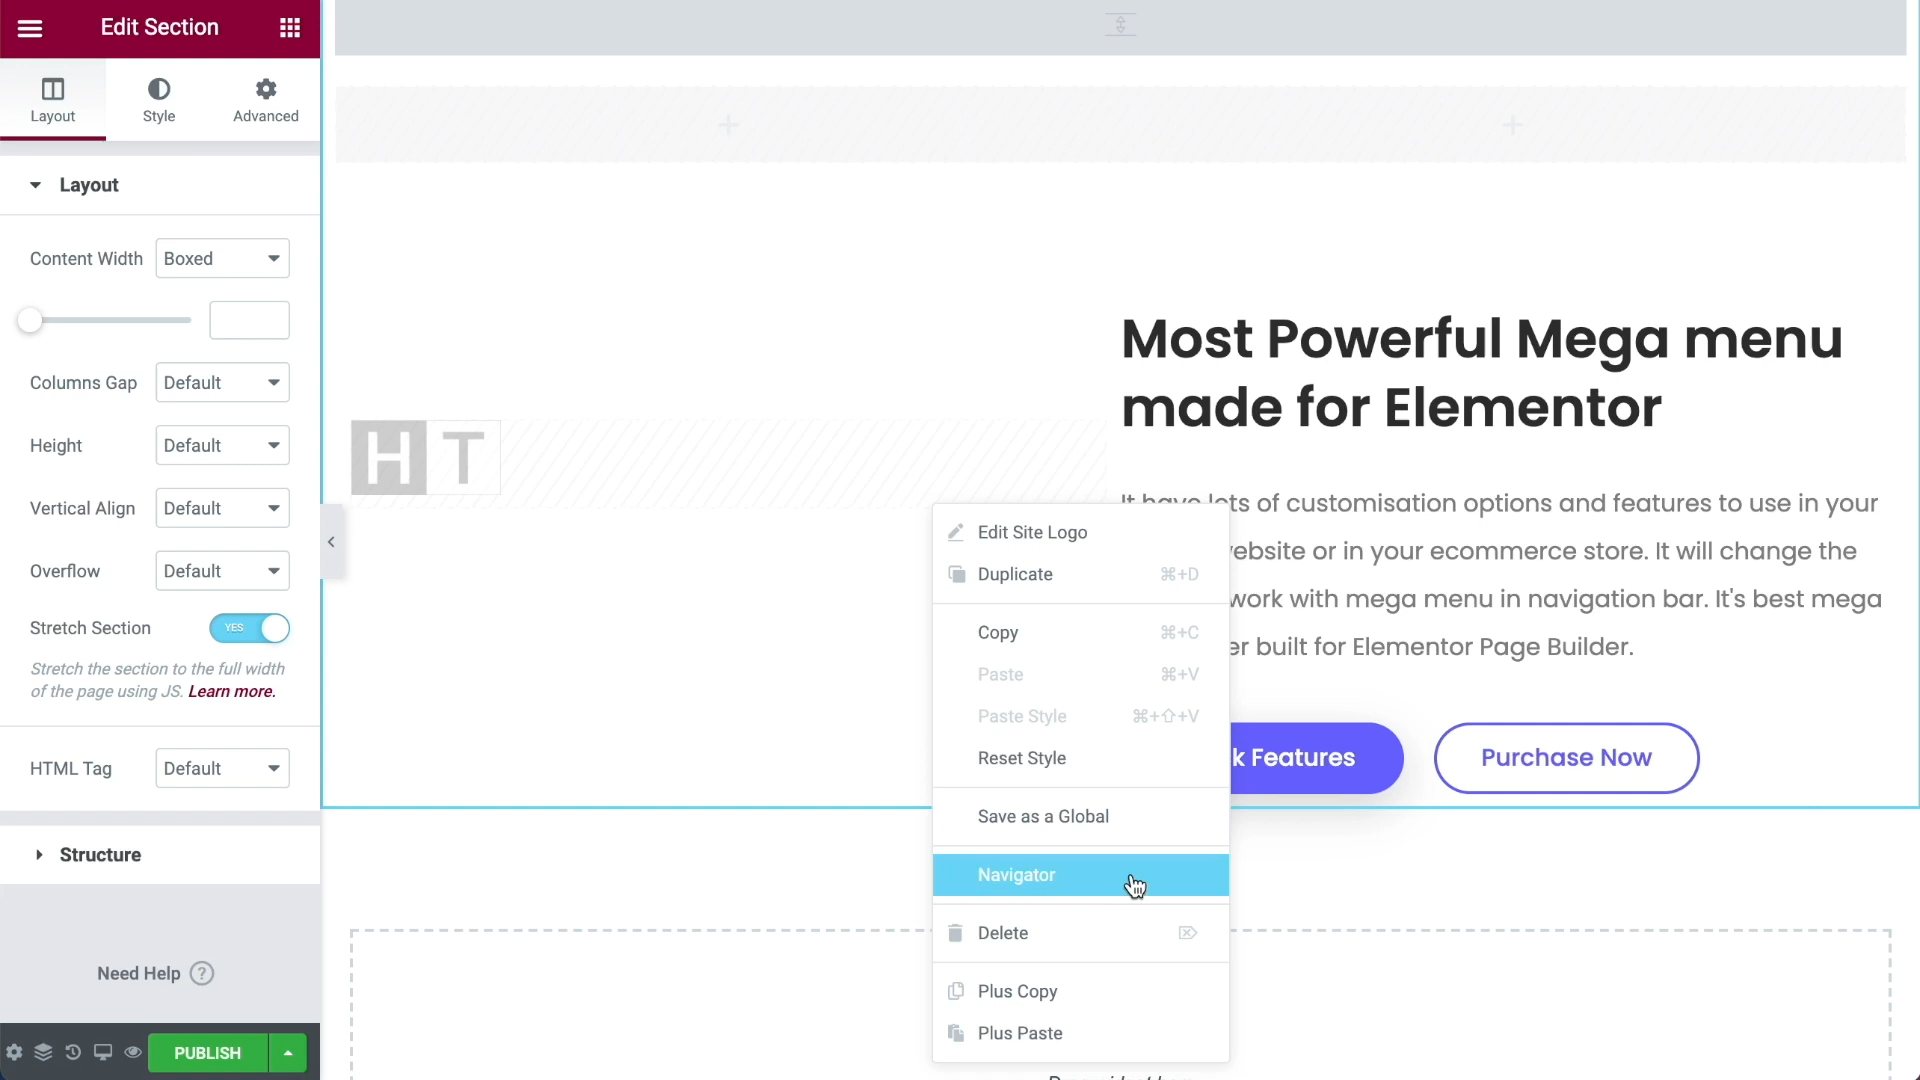 Edit Section
Layout
Style
Advanced
Layout
Content Width
Boxed
Columns Gap
Default
Height
Default
Vertical Align
Default
Overflow
Default
Stretch Section
YES
Stretch the section to the full width
of the page using JS. Learn more.
HTML Tag
Default
Structure
Need Help ?
PUBLISH
H T
Most Powerful Mega menu
made for Elementor
It have lots of customisation options and features to use in your
ebsite or in your ecommerce store. It will change the
work with mega menu in navigation bar. It's best mega
er built for Elementor Page Builder.
k Features
Purchase Now
Edit Site Logo
Duplicate ⌘+D
Copy ⌘+C
Paste ⌘+V
Paste Style ⌘+⇧+V
Reset Style
Save as a Global
Navigator
Delete ⌦
Plus Copy
Plus Paste